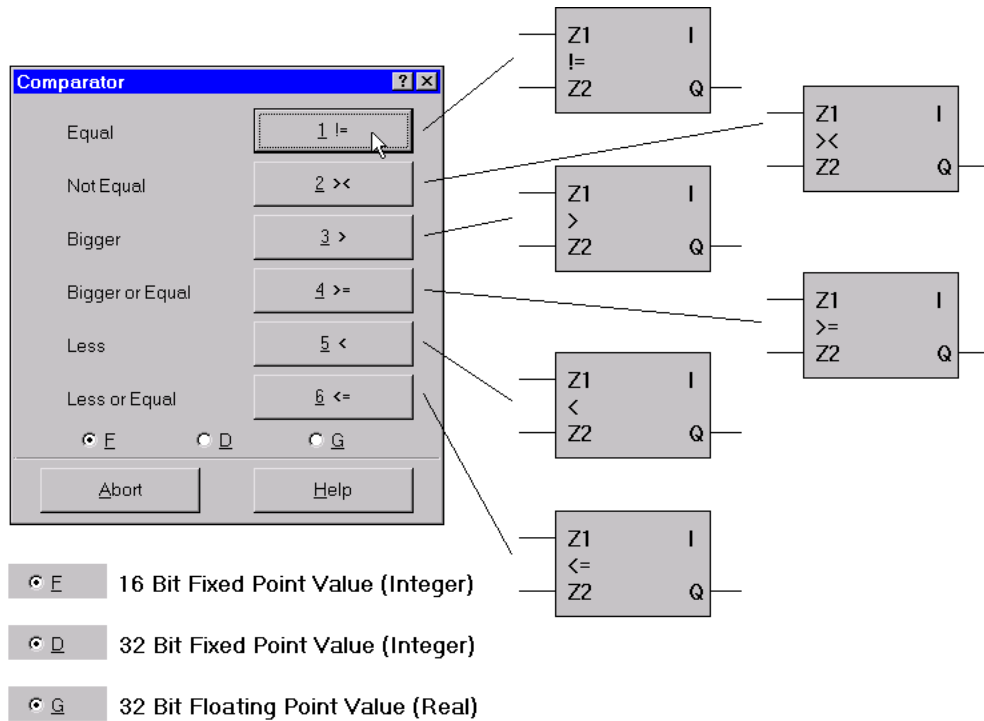 Comparator ? ×
Equal 1 !=
Not Equal 2 ><
Bigger 3 >
Bigger or Equal 4 >=
Less 5 <
Less or Equal 6 <=
F D G
Abort Help
Z1 I
!=
Z2 Q
Z1 I
><
Z2 Q
Z1 I
>
Z2 Q
Z1 I
>=
Z2 Q
Z1 I
<
Z2 Q
Z1 I
<=
Z2 Q
F 16 Bit Fixed Point Value (Integer)
D 32 Bit Fixed Point Value (Integer)
G 32 Bit Floating Point Value (Real)